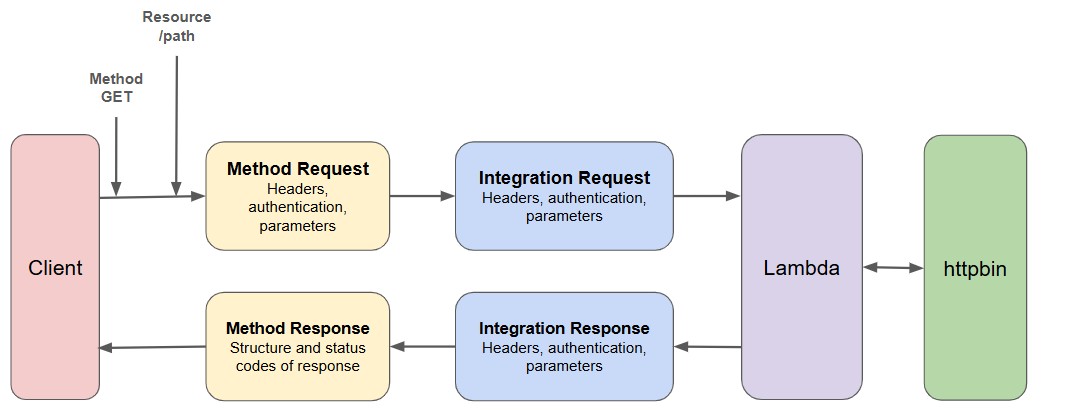 Resource
/path
Method
GET
Client
Method Request
Headers,
authentication,
parameters
Integration Request
Headers, authentication,
parameters
Lambda
httpbin
Method Response
Structure and status
codes of response
Integration Response
Headers, authentication,
parameters